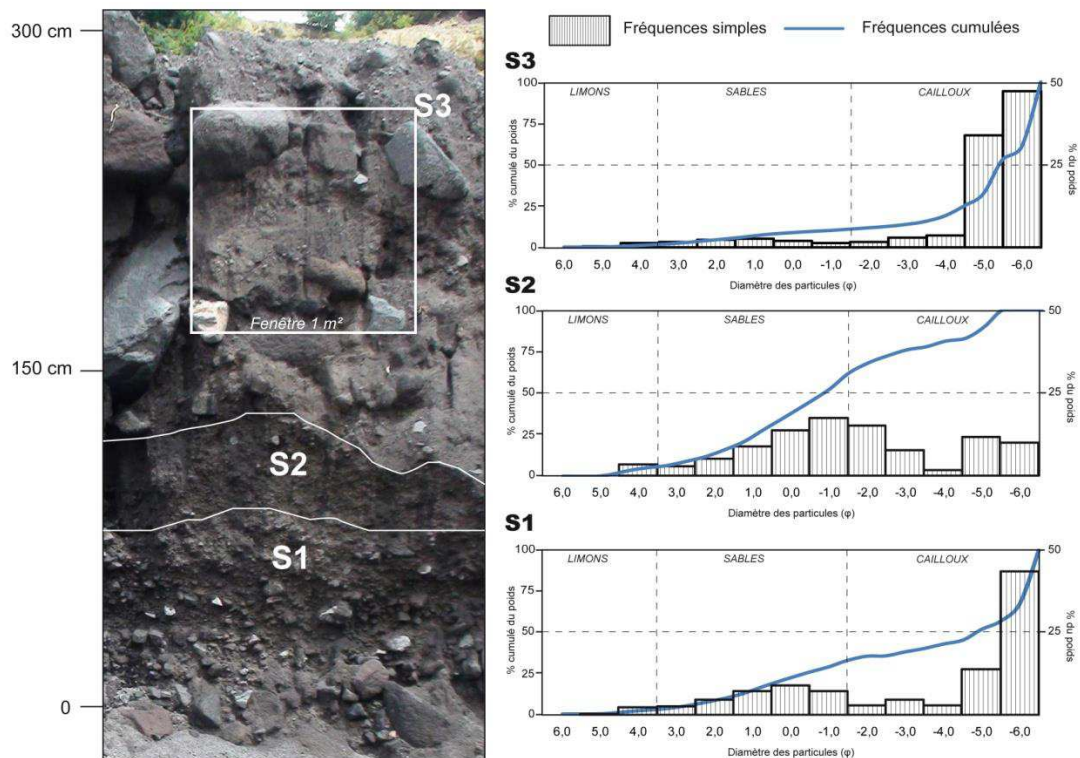 300 cm
150 cm
0
S3
Fenêtre 1 m²
S2
S1
Fréquences simples
Fréquences cumulées
S3
LIMONS SABLES CAILLOUX
% cumulé du poids
100
75
50
25
0
50
25
0
% du poids
6,0 5,0 4,0 3,0 2,0 1,0 0,0 -1,0 -2,0 -3,0 -4,0 -5,0 -6,0
Diamètre des particules (φ)
S2
LIMONS SABLES CAILLOUX
% cumulé du poids
100
75
50
25
0
50
25
0
% du poids
6,0 5,0 4,0 3,0 2,0 1,0 0,0 -1,0 -2,0 -3,0 -4,0 -5,0 -6,0
Diamètre des particules (φ)
S1
LIMONS SABLES CAILLOUX
% cumulé du poids
100
75
50
25
0
50
25
0
% du poids
6,0 5,0 4,0 3,0 2,0 1,0 0,0 -1,0 -2,0 -3,0 -4,0 -5,0 -6,0
Diamètre des particules (φ)